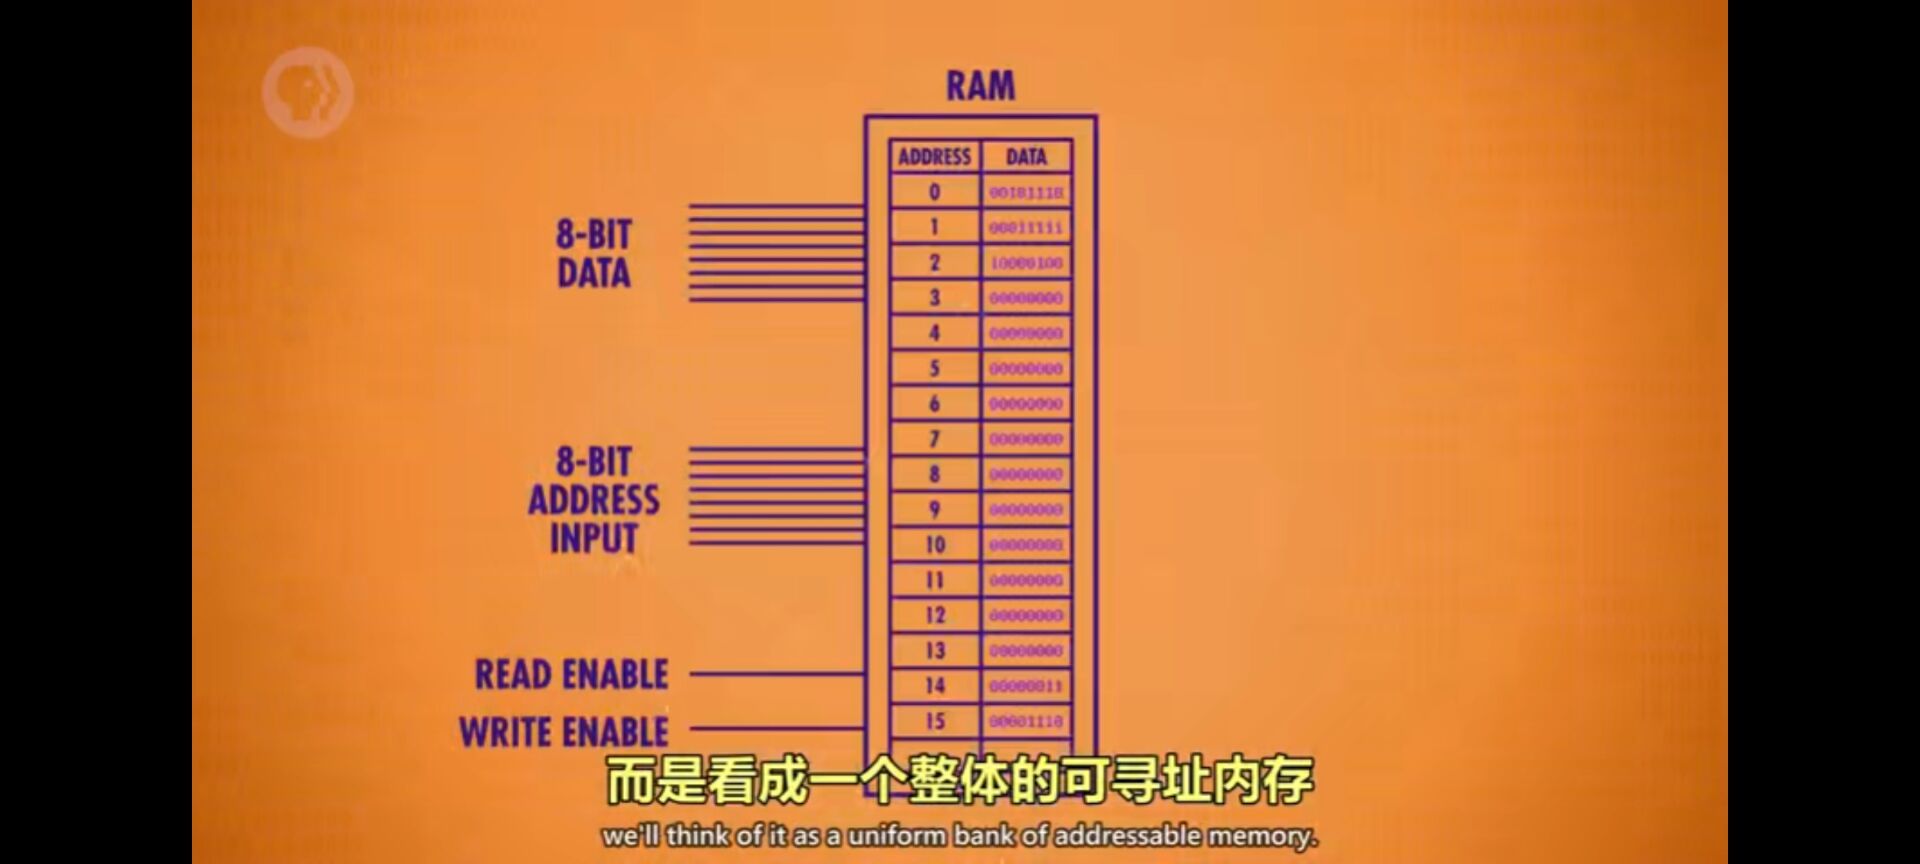 RAM
ADDRESS DATA
0 00101110
1 00011111
2 10000100
3 00000000
4 00000000
5 00000000
6 00000000
7 00000000
8 00000000
9 00000000
10 00000000
11 00000000
12 00000000
13 00000000
14 00000011
15 00001110
8-BIT
DATA
8-BIT
ADDRESS
INPUT
READ ENABLE
WRITE ENABLE
而是看成一个整体的可寻址内存
we'll think of it as a uniform bank of addressable memory.